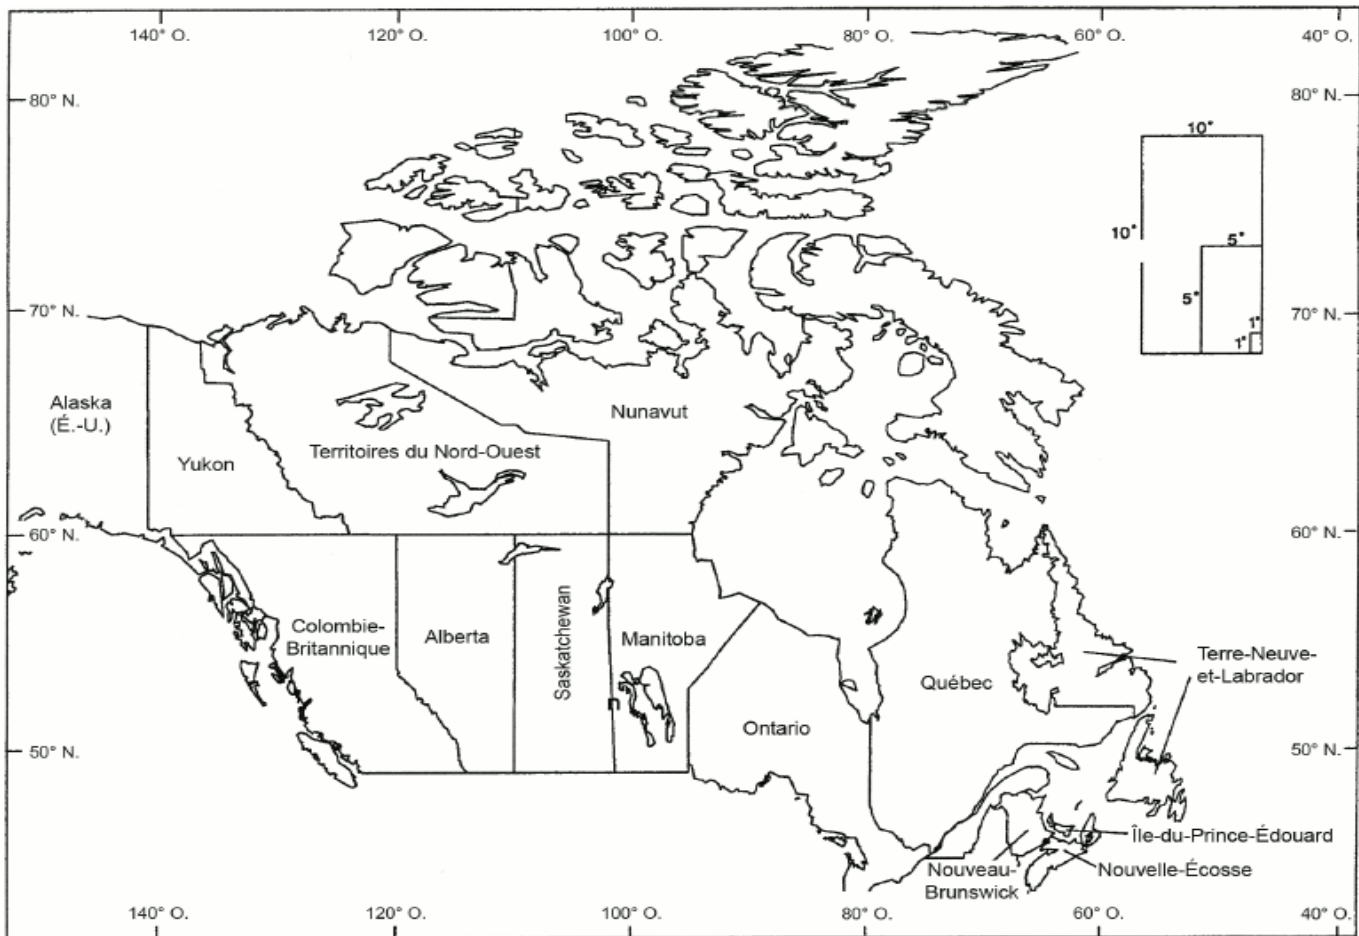 140° O.
120° O.
100° O.
80° O.
60° O.
40° O.
80° N.
80° N.
10°
10°
5°
5°
1°
1°
70° N.
70° N.
Alaska
(É.-U.)
Yukon
Territoires du Nord-Ouest
Nunavut
60° N.
60° N.
Colombie-
Britannique
Alberta
Saskatchewan
Manitoba
Ontario
Québec
Terre-Neuve-
et-Labrador
50° N.
50° N.
Île-du-Prince-Édouard
Nouvelle-Écosse
Nouveau-
Brunswick
140° O.
120° O.
100° O.
80° O.
60° O.
40° O.